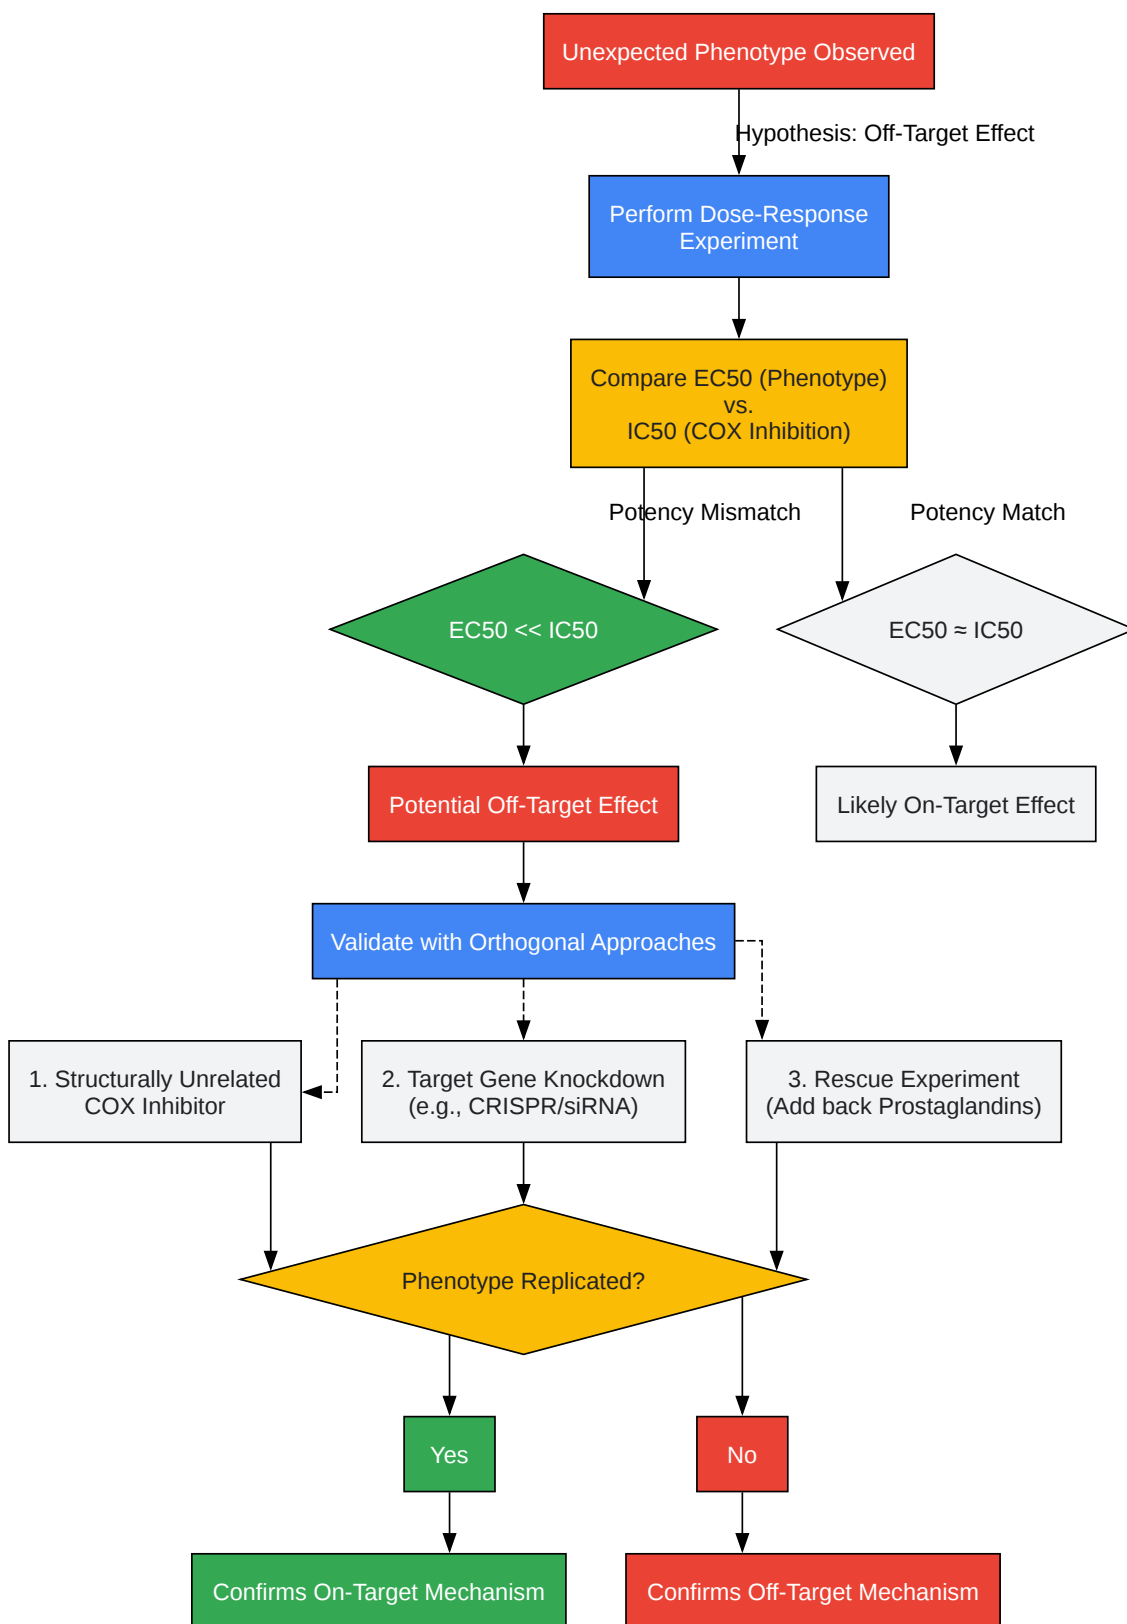 Unexpected Phenotype Observed
Hypothesis: Off-Target Effect
Perform Dose-Response
Experiment
Compare EC50 (Phenotype)
vs.
IC50 (COX Inhibition)
Potency Mismatch
Potency Match
EC50 << IC50
EC50 ≈ IC50
Potential Off-Target Effect
Likely On-Target Effect
Validate with Orthogonal Approaches
1. Structurally Unrelated
COX Inhibitor
2. Target Gene Knockdown
(e.g., CRISPR/siRNA)
3. Rescue Experiment
(Add back Prostaglandins)
Phenotype Replicated?
Yes
No
Confirms On-Target Mechanism
Confirms Off-Target Mechanism